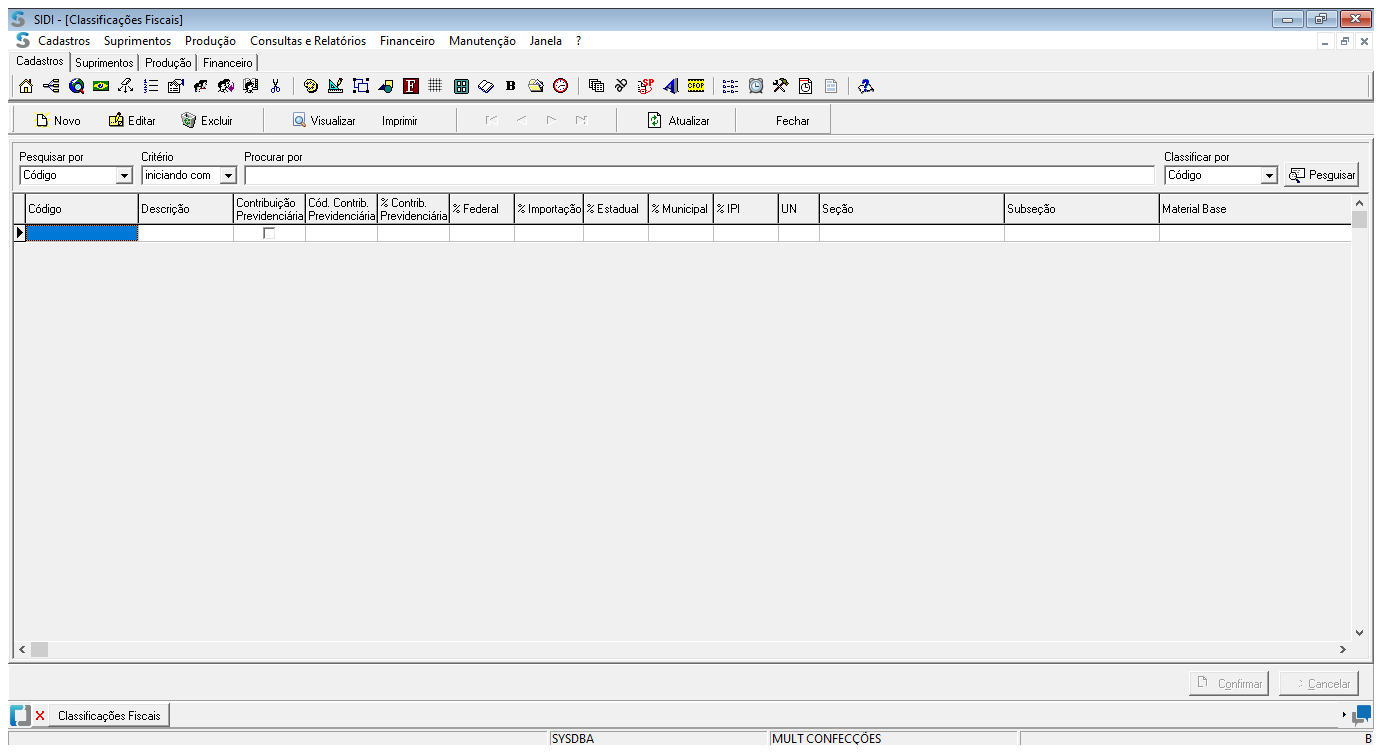 SIDI - [Classificações Fiscais]
Cadastros Suprimentos Produção Consultas e Relatórios Financeiro Manutenção Janela ?
Cadastros Suprimentos Produção Financeiro
F B SP CFOP
Novo Editar Excluir Visualizar Imprimir Atualizar Fechar
Pesquisar por Critério Procurar por Classificar por
Código iniciando com Código Pesquisar
Código Descrição Contribuição Previdenciária Cód. Contrib. Previdenciária % Contrib. Previdenciária % Federal % Importação % Estadual % Municipal % IPI UN Seção Subseção Material Base
Confirmar Cancelar
Classificações Fiscais
SYSDBA MULT CONFECÇÕES B